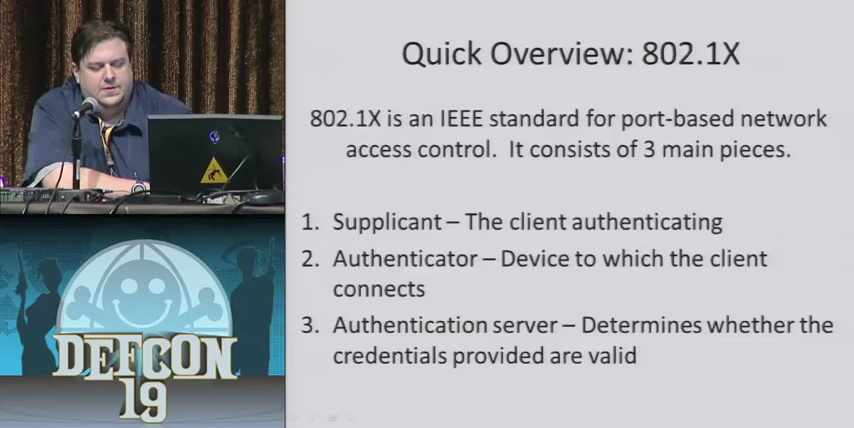 Quick Overview: 802.1X
802.1X is an IEEE standard for port-based network
access control. It consists of 3 main pieces.
1. Supplicant – The client authenticating
2. Authenticator – Device to which the client
connects
3. Authentication server – Determines whether the
credentials provided are valid
DEFCON
19